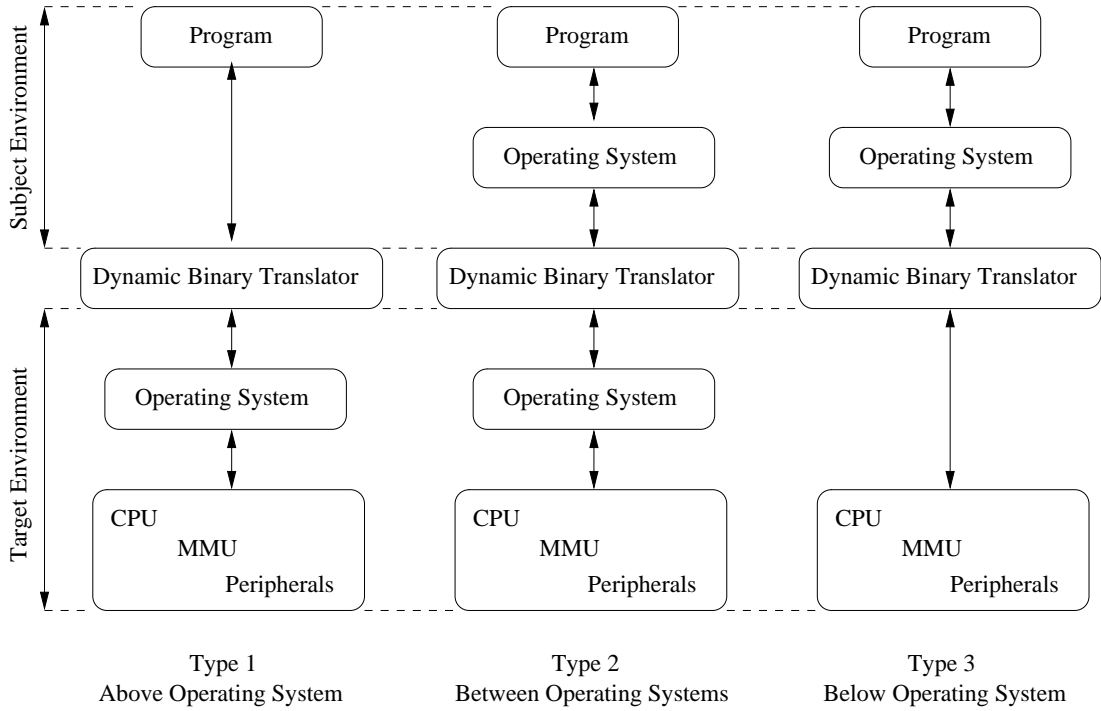 Subject Environment
Target Environment
Program
Dynamic Binary Translator
Operating System
CPU
MMU
Peripherals
Type 1
Above Operating System
Program
Operating System
Dynamic Binary Translator
Operating System
CPU
MMU
Peripherals
Type 2
Between Operating Systems
Program
Operating System
Dynamic Binary Translator
CPU
MMU
Peripherals
Type 3
Below Operating System